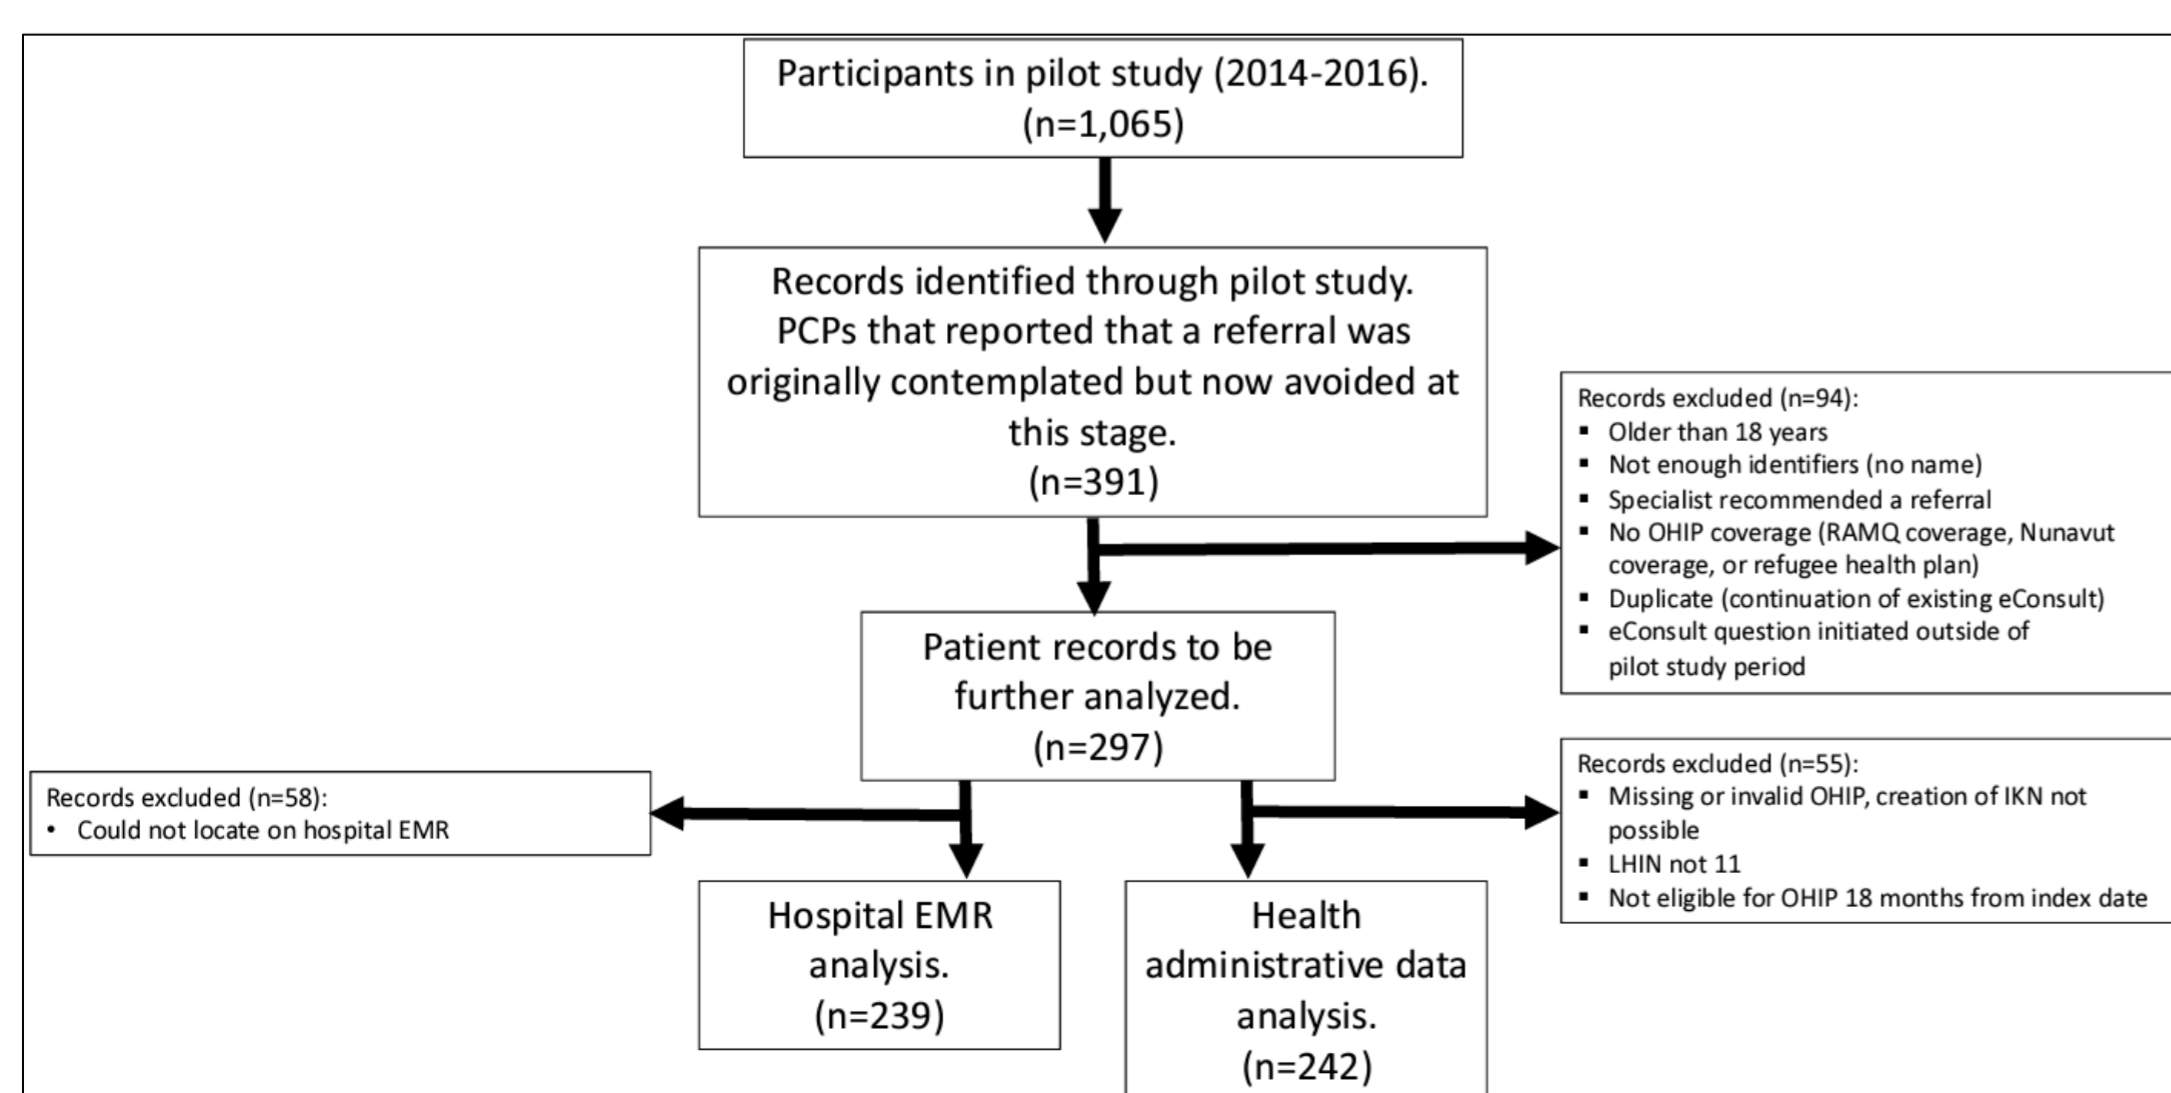 Participants in pilot study (2014-2016).
(n=1,065)
Records identified through pilot study.
PCPs that reported that a referral was
originally contemplated but now avoided at
this stage.
(n=391)
Records excluded (n=94):
▪ Older than 18 years
▪ Not enough identifiers (no name)
▪ Specialist recommended a referral
▪ No OHIP coverage (RAMQ coverage, Nunavut
coverage, or refugee health plan)
▪ Duplicate (continuation of existing eConsult)
▪ eConsult question initiated outside of
pilot study period
Patient records to be
further analyzed.
(n=297)
Records excluded (n=58):
• Could not locate on hospital EMR
Records excluded (n=55):
▪ Missing or invalid OHIP, creation of IKN not
possible
▪ LHIN not 11
▪ Not eligible for OHIP 18 months from index date
Hospital EMR
analysis.
(n=239)
Health
administrative data
analysis.
(n=242)